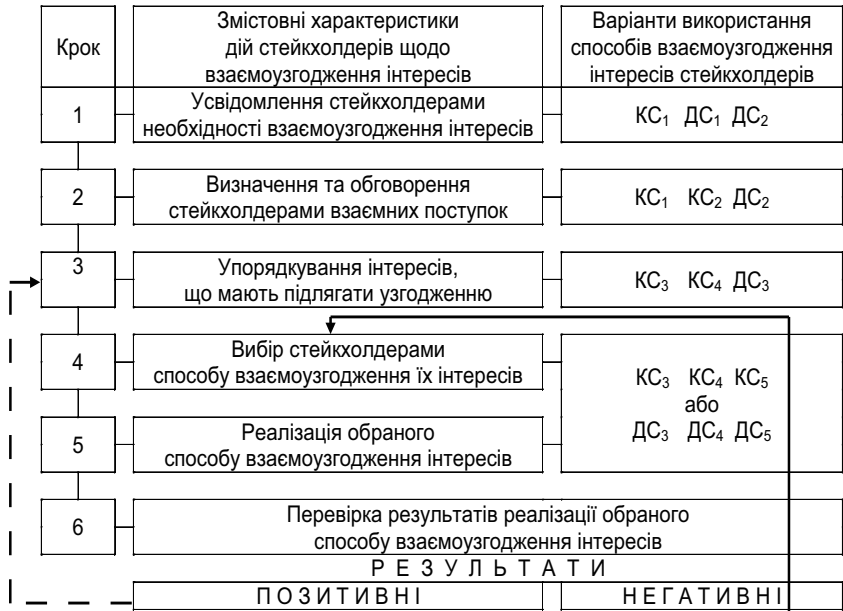 Крок
Змістовні характеристики
дій стейкхолдерів щодо
взаємоузгодження інтересів
Варіанти використання
способів взаємоузгодження
інтересів стейкхолдерів
1
Усвідомлення стейкхолдерами
необхідності взаємоузгодження інтересів
КС₁ ДС₁ ДС₂
2
Визначення та обговорення
стейкхолдерами взаємних поступок
КС₁ КС₂ ДС₂
3
Упорядкування інтересів,
що мають підлягати узгодженню
КС₃ КС₄ ДС₃
4
Вибір стейкхолдерами
способу взаємоузгодження їх інтересів
КС₃ КС₄ КС₅
або
ДС₃ ДС₄ ДС₅
5
Реалізація обраного
способу взаємоузгодження інтересів
6
Перевірка результатів реалізації обраного
способу взаємоузгодження інтересів
Р Е З У Л Ь Т А Т И
П О З И Т И В Н І
Н Е Г А Т И В Н І